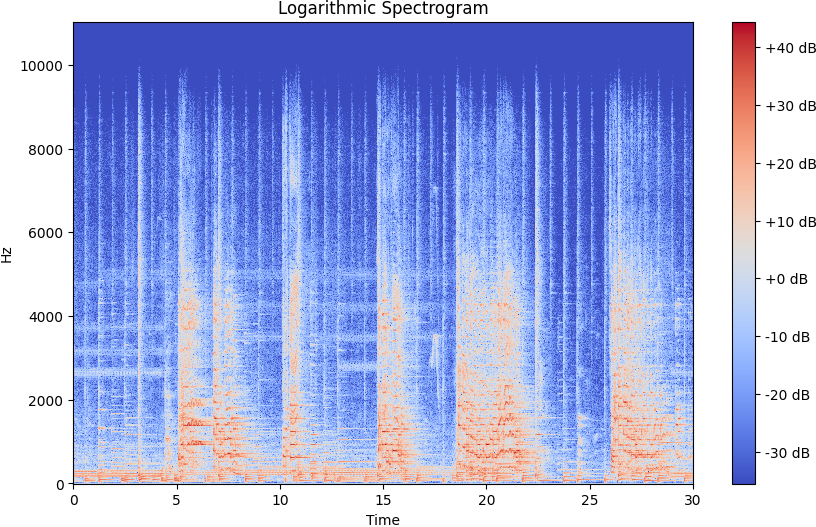 Logarithmic Spectrogram
Hz
10000
8000
6000
4000
2000
0
0 5 10 15 20 25 30
Time
+40 dB
+30 dB
+20 dB
+10 dB
+0 dB
-10 dB
-20 dB
-30 dB